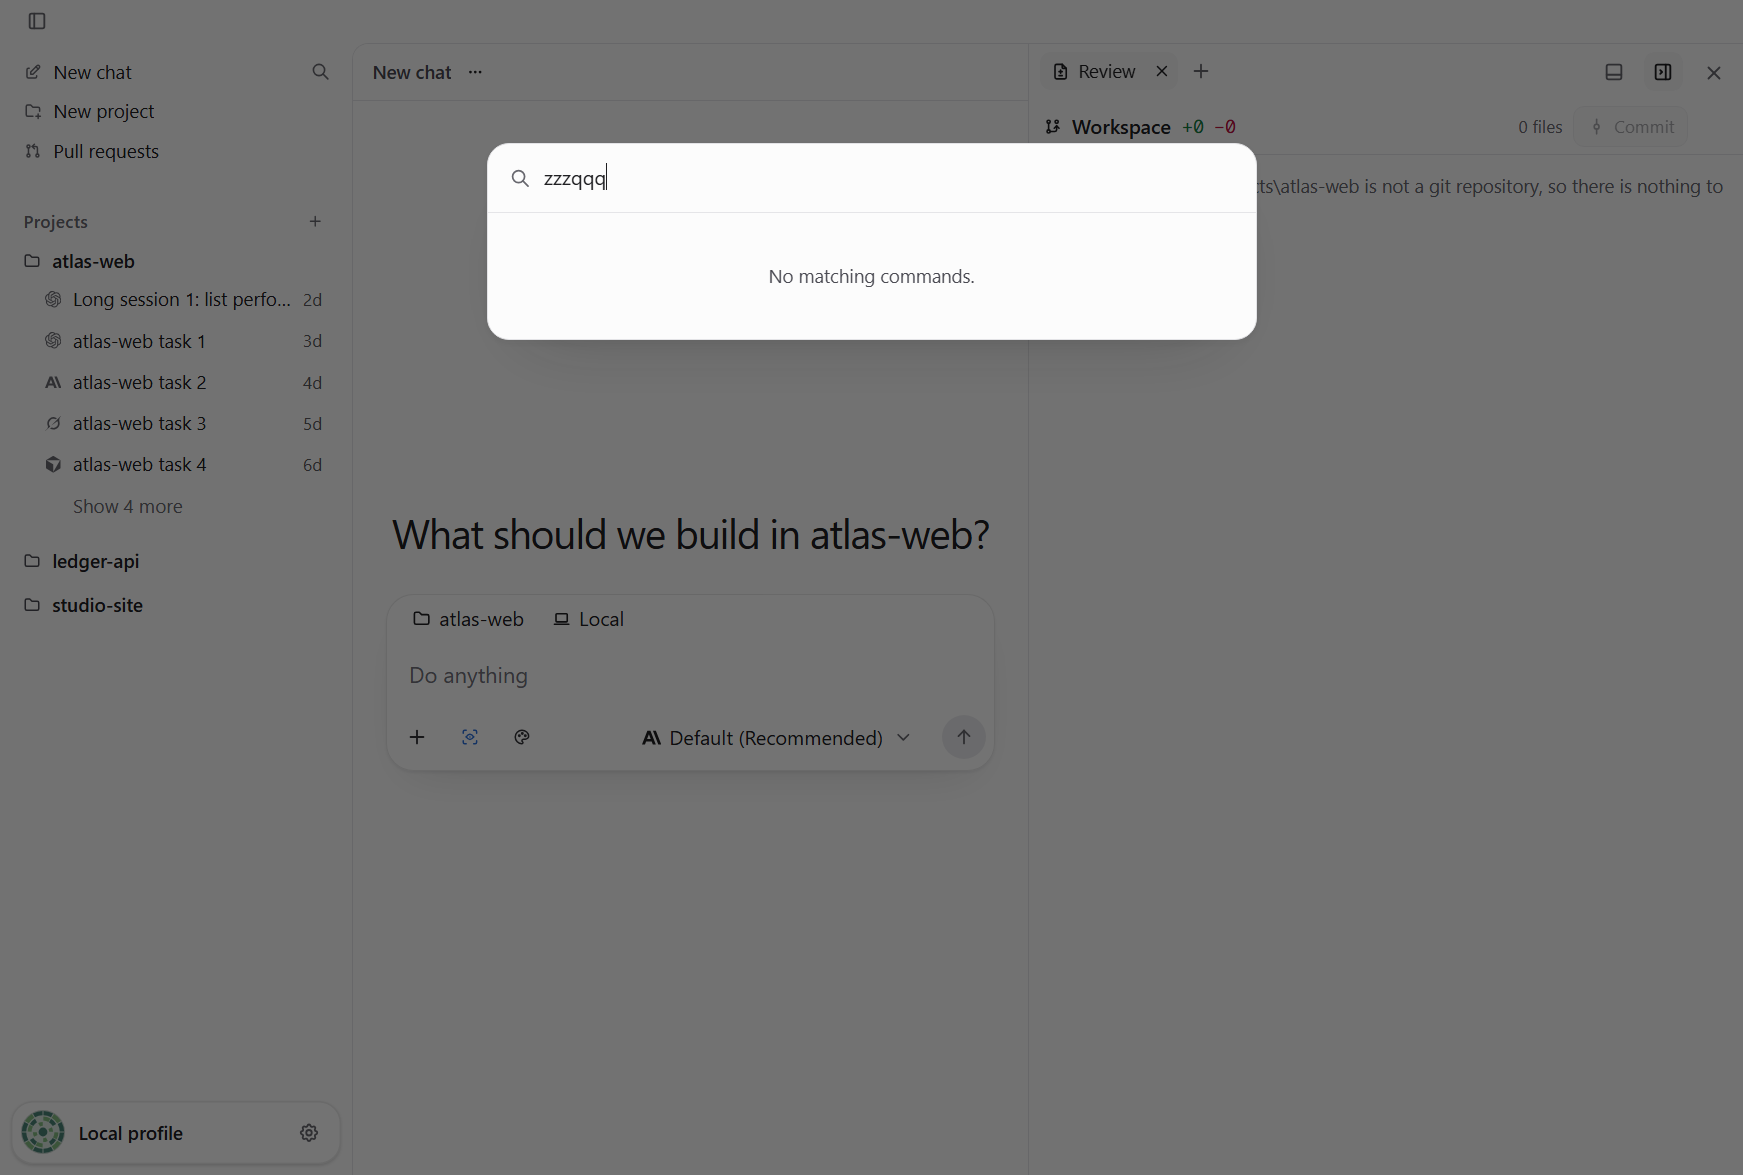 New chat
New project
Pull requests
Projects
atlas-web
Long session 1: list perfo... 2d
atlas-web task 1 3d
atlas-web task 2 4d
atlas-web task 3 5d
atlas-web task 4 6d
Show 4 more
ledger-api
studio-site
Local profile
New chat
zzzqqq
No matching commands.
What should we build in atlas-web?
atlas-web Local
Do anything
Default (Recommended)
Review
Workspace +0 −0 0 files Commit
cts\atlas-web is not a git repository, so there is nothing to